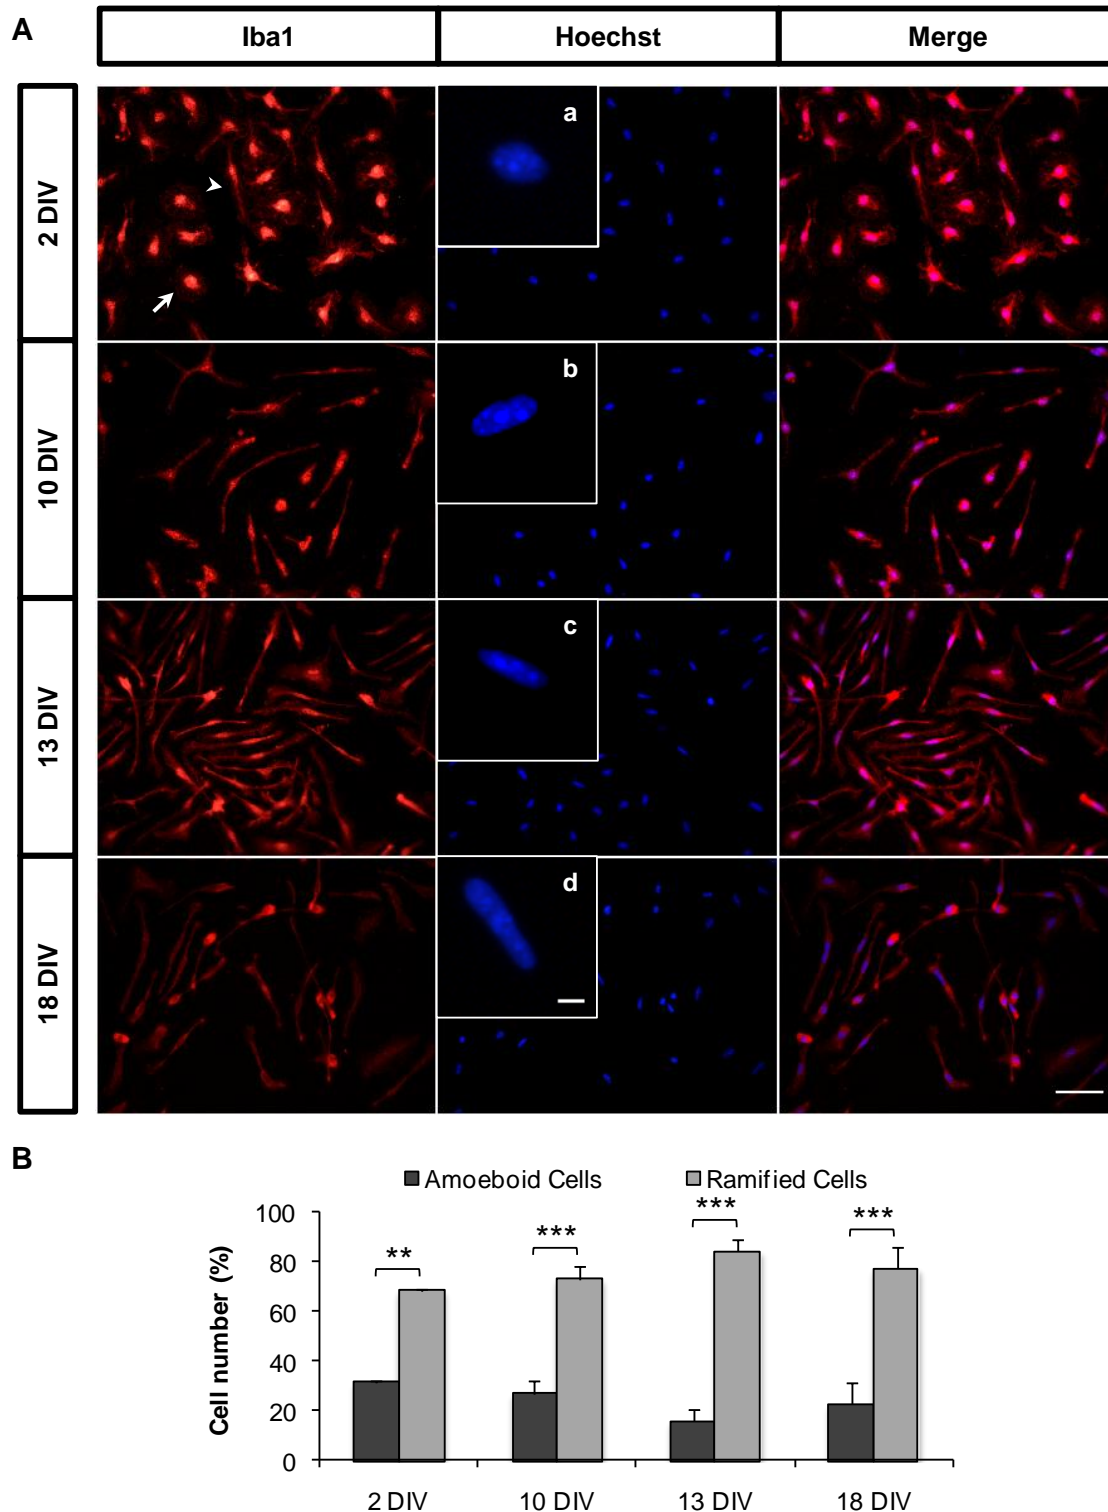 A
Iba1 Hoechst Merge
2 DIV
a
10 DIV
b
13 DIV
c
18 DIV
d
B
Amoeboid Cells Ramified Cells
Cell number (%)
100
80
60
40
20
0
** *** *** ***
2 DIV 10 DIV 13 DIV 18 DIV